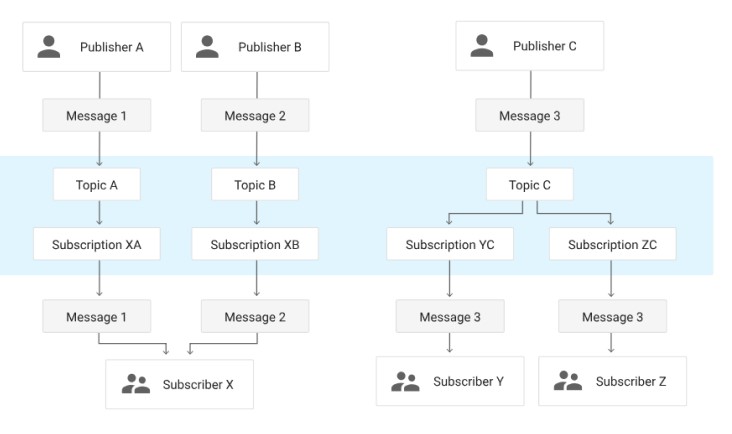 Publisher A
Publisher B
Publisher C
Message 1
Message 2
Message 3
Topic A
Topic B
Topic C
Subscription XA
Subscription XB
Subscription YC
Subscription ZC
Message 1
Message 2
Message 3
Message 3
Subscriber X
Subscriber Y
Subscriber Z